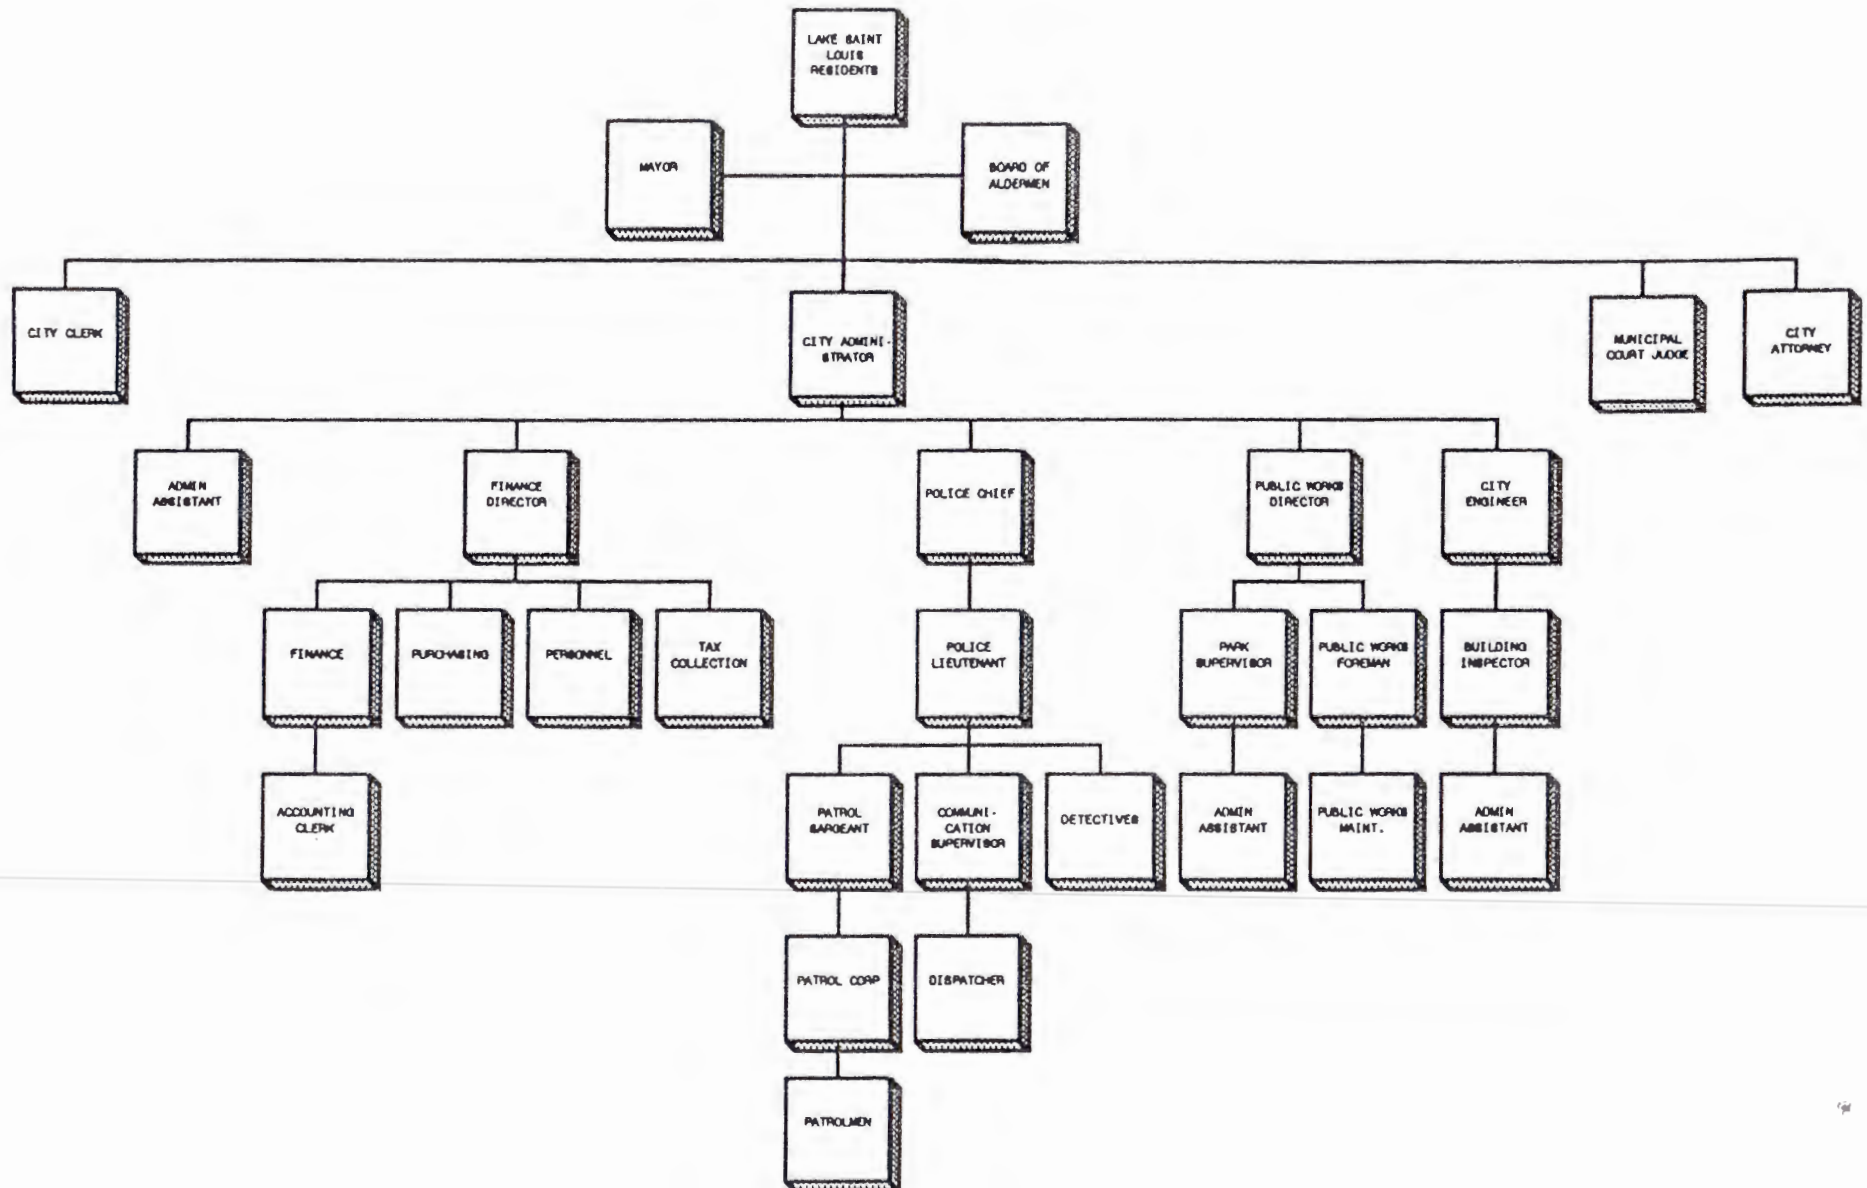 LAKE SAINT
LOUIS
RESIDENTS
MAYOR
BOARD OF
ALDERMEN
CITY CLERK
CITY ADMINI-
STRATOR
MUNICIPAL
COURT JUDGE
CITY
ATTORNEY
ADMIN
ASSISTANT
FINANCE
DIRECTOR
POLICE CHIEF
PUBLIC WORKS
DIRECTOR
CITY
ENGINEER
FINANCE
PURCHASING
PERSONNEL
TAX
COLLECTION
POLICE
LIEUTENANT
PARK
SUPERVISOR
PUBLIC WORKS
FOREMAN
BUILDING
INSPECTOR
ACCOUNTING
CLERK
PATROL
SARGEANT
COMMUNI-
CATION
SUPERVISOR
DETECTIVES
ADMIN
ASSISTANT
PUBLIC WORKS
MAINT.
ADMIN
ASSISTANT
PATROL CORP
DISPATCHER
PATROLMEN